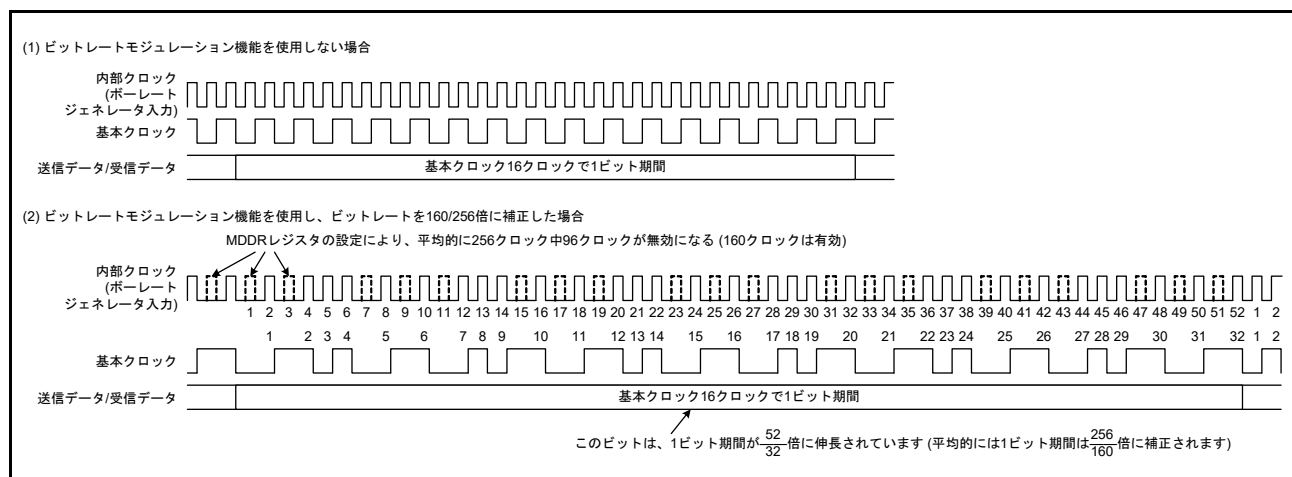 (1) ビットレートモジュレーション機能を使用しない場合
内部クロック
(ボーレート
ジェネレータ入力)
基本クロック
送信データ/受信データ
基本クロック16クロックで1ビット期間
(2) ビットレートモジュレーション機能を使用し、ビットレートを160/256倍に補正した場合
MDDRレジスタの設定により、平均的に256クロック中96クロックが無効になる (160クロックは有効)
内部クロック
(ボーレート
ジェネレータ入力)
1 2 3 4 5 6 7 8 9 10 11 12 13 14 15 16 17 18 19 20 21 22 23 24 25 26 27 28 29 30 31 32 33 34 35 36 37 38 39 40 41 42 43 44 45 46 47 48 49 50 51 52 1 2
1 2 3 4 5 6 7 8 9 10 11 12 13 14 15 16 17 18 19 20 21 22 23 24 25 26 27 28 29 30 31 32 1 2
基本クロック
送信データ/受信データ
基本クロック16クロックで1ビット期間
このビットは、1ビット期間が52/32倍に伸長されています (平均的には1ビット期間は256/160倍に補正されます)